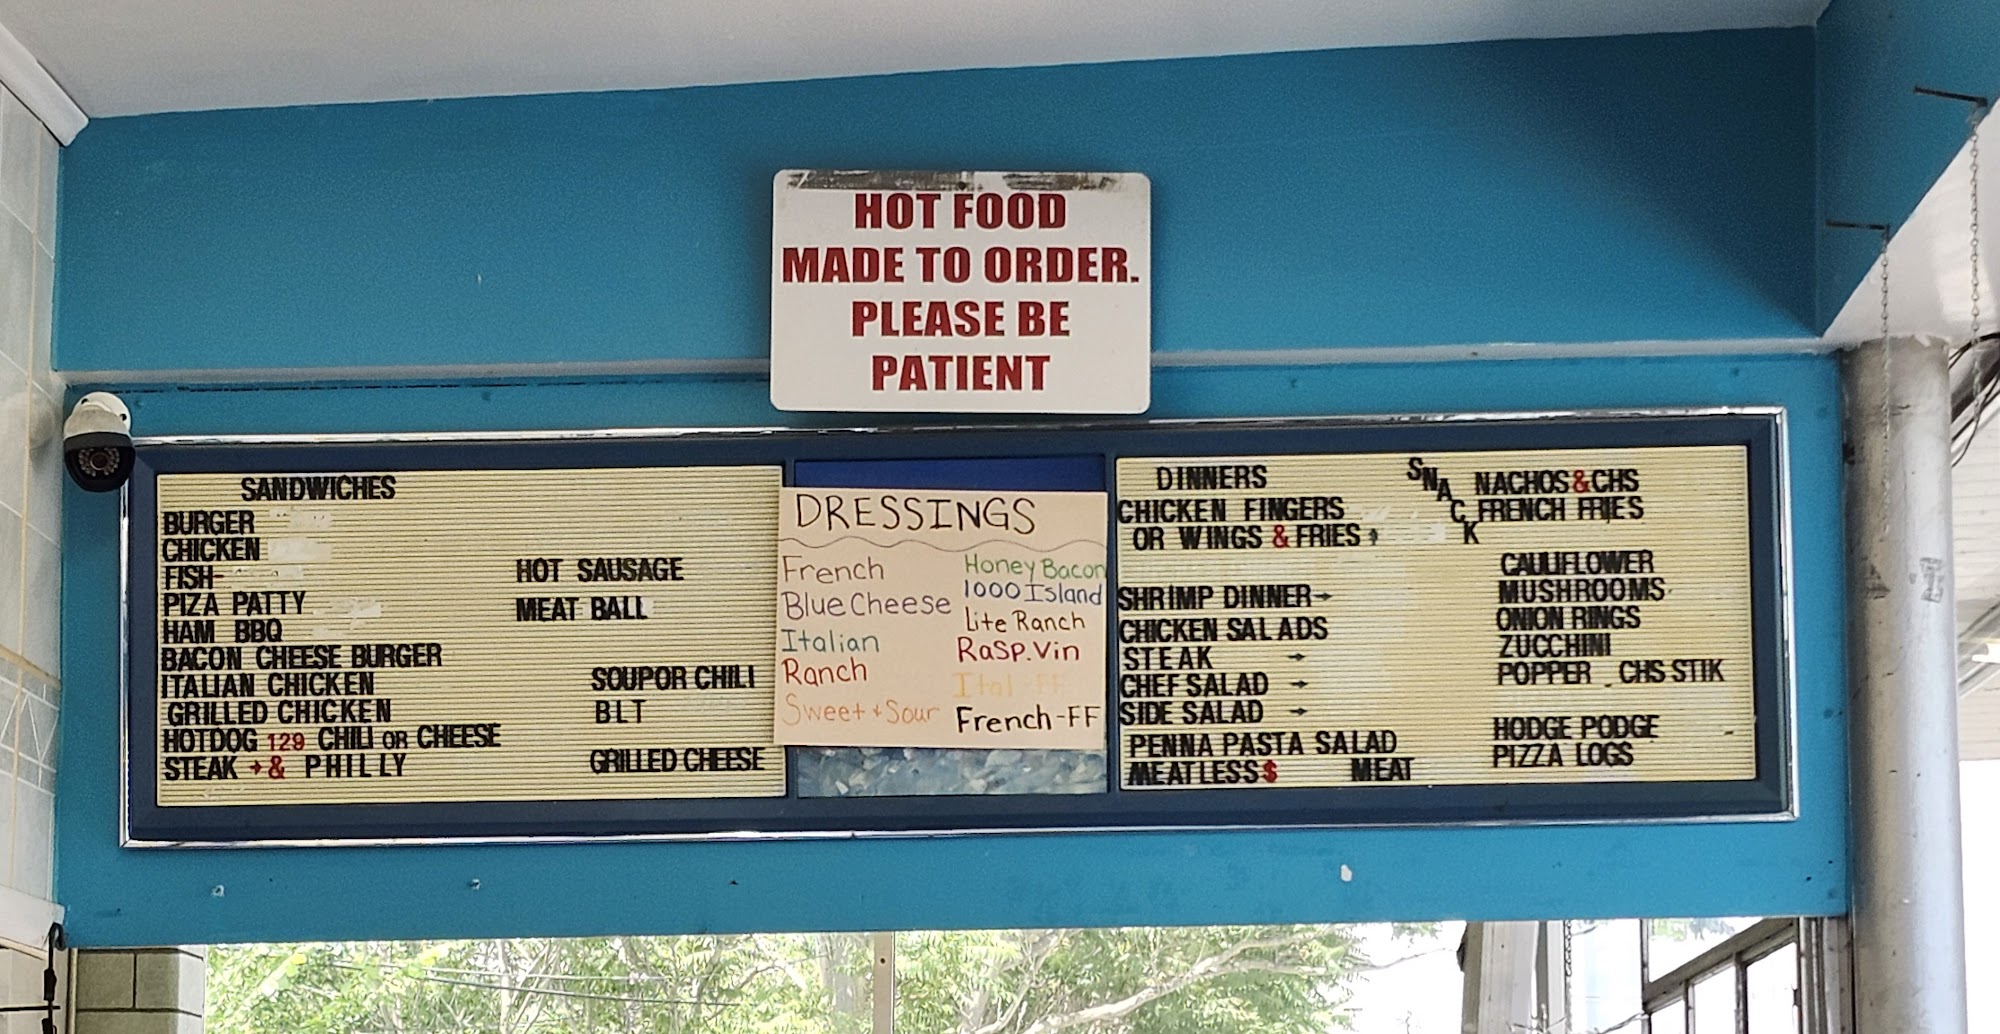 HOT FOOD
MADE TO ORDER.
PLEASE BE
PATIENT
SANDWICHES
BURGER
CHICKEN
FISH-
PIZA PATTY
HAM BBQ
BACON CHEESE BURGER
ITALIAN CHICKEN
GRILLED CHICKEN
HOTDOG 129 CHILI OR CHEESE
STEAK → & PHILLY
HOT SAUSAGE
MEAT BALL
SOUPOR CHILI
BLT
GRILLED CHEESE
DRESSINGS
French
Blue Cheese
Italian
Ranch
Sweet + Sour
Honey Bacon
1000 Island
Lite Ranch
Rasp. Vin
Ital-FF
French-FF
DINNERS
CHICKEN FINGERS
OR WINGS & FRIES
SHRIMP DINNER→
CHICKEN SALADS
STEAK →
CHEF SALAD →
SIDE SALAD →
PENNA PASTA SALAD
MEATLESS$ MEAT
SNACK
NACHOS & CHS
FRENCH FRIES
CAULIFLOWER
MUSHROOMS
ONION RINGS
ZUCCHINI
POPPER CHS STIK
HODGE PODGE
PIZZA LOGS